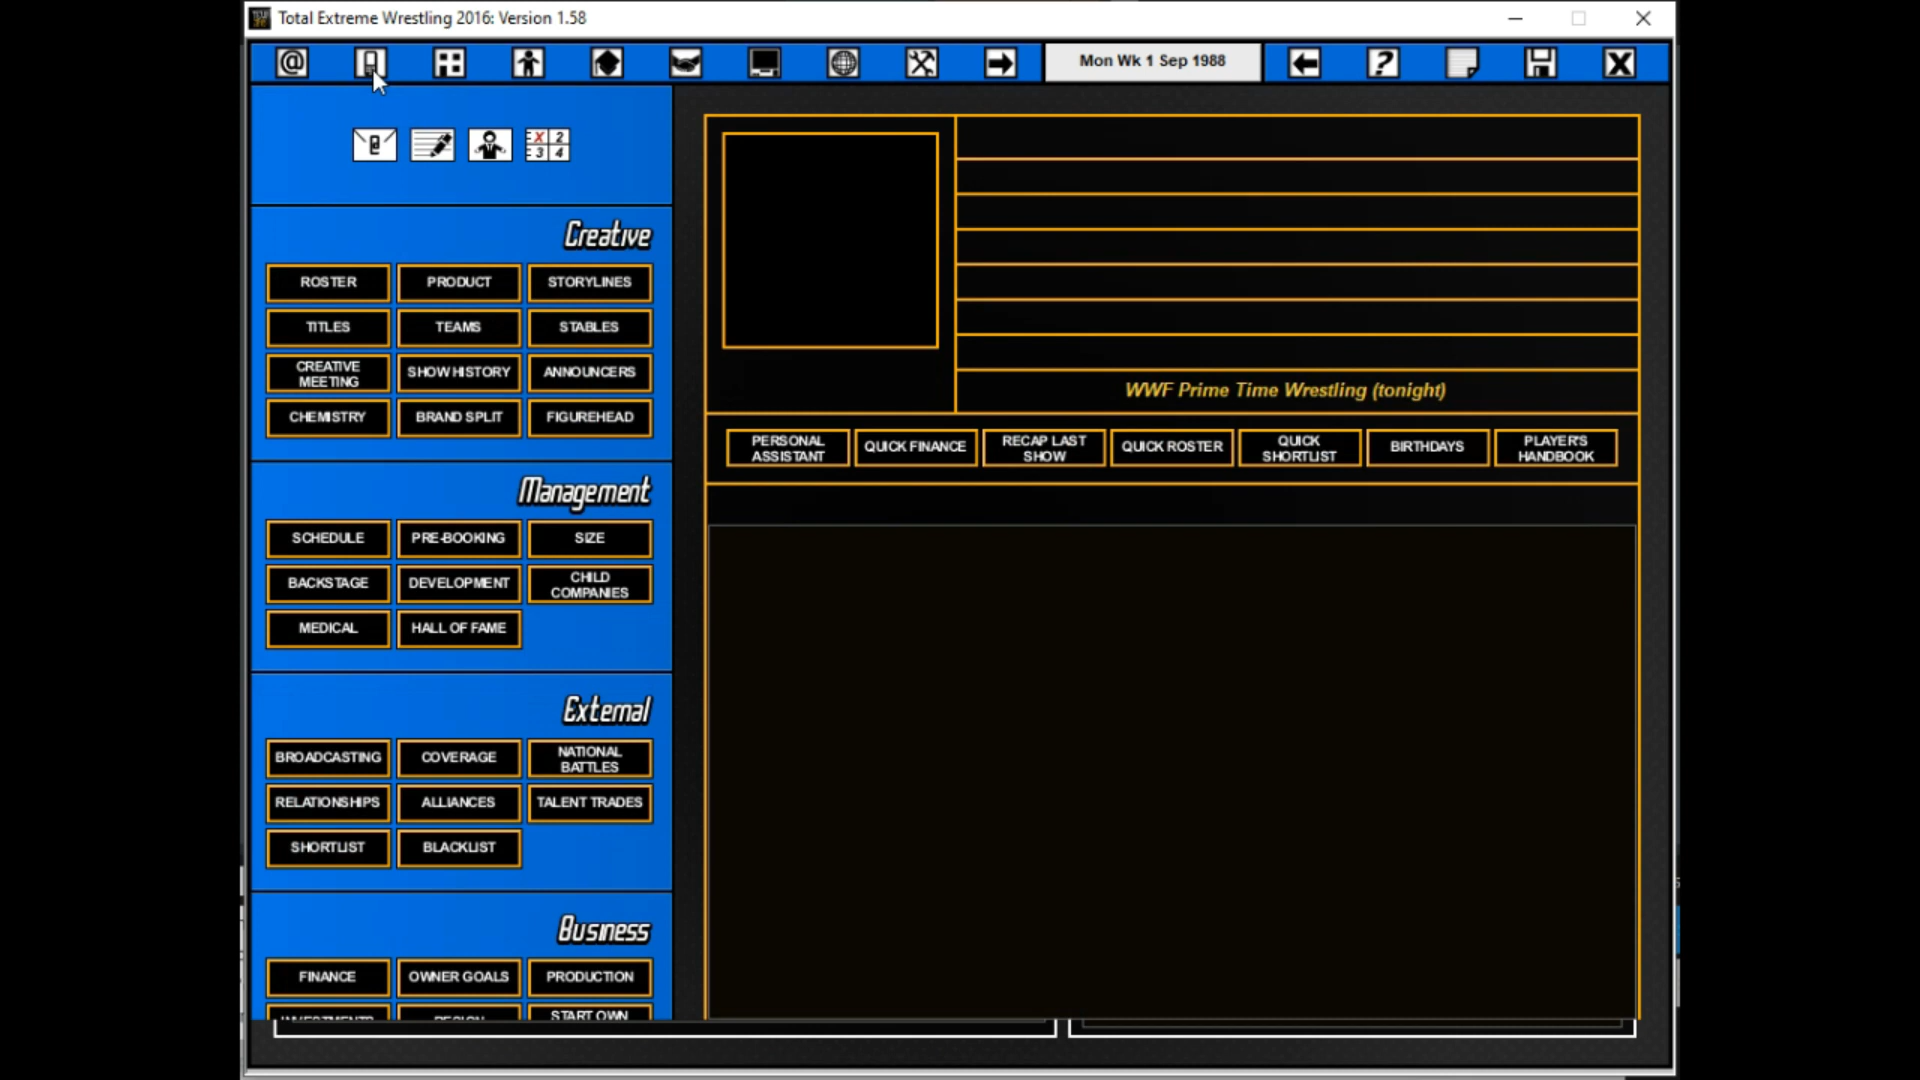 Total Extreme Wrestling 2016: Version 1.58
Mon Wk 1 Sep 1988
Creative
ROSTER PRODUCT STORYLINES
TITLES TEAMS STABLES
CREATIVE MEETING SHOW HISTORY ANNOUNCERS
CHEMISTRY BRAND SPLIT FIGUREHEAD
Management
SCHEDULE PRE-BOOKING SIZE
BACKSTAGE DEVELOPMENT CHILD COMPANIES
MEDICAL HALL OF FAME
External
BROADCASTING COVERAGE NATIONAL BATTLES
RELATIONSHIPS ALLIANCES TALENT TRADES
SHORTLIST BLACKLIST
Business
FINANCE OWNER GOALS PRODUCTION
START OWN
WWF Prime Time Wrestling (tonight)
PERSONAL ASSISTANT QUICK FINANCE RECAP LAST SHOW QUICK ROSTER QUICK SHORTLIST BIRTHDAYS PLAYER'S HANDBOOK